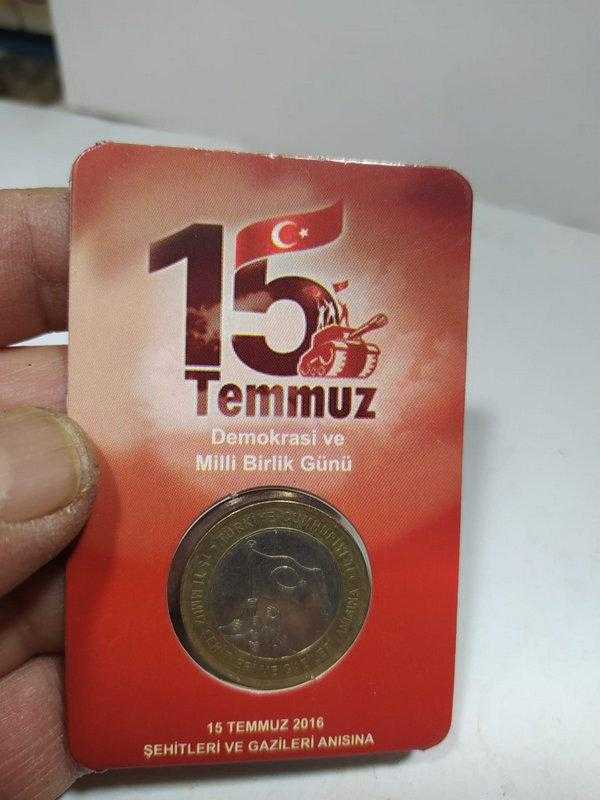 15
Temmuz
Demokrasi ve
Milli Birlik Günü
15 TEMMUZ 2016
ŞEHİTLERİ VE GAZİLERİ ANISINA